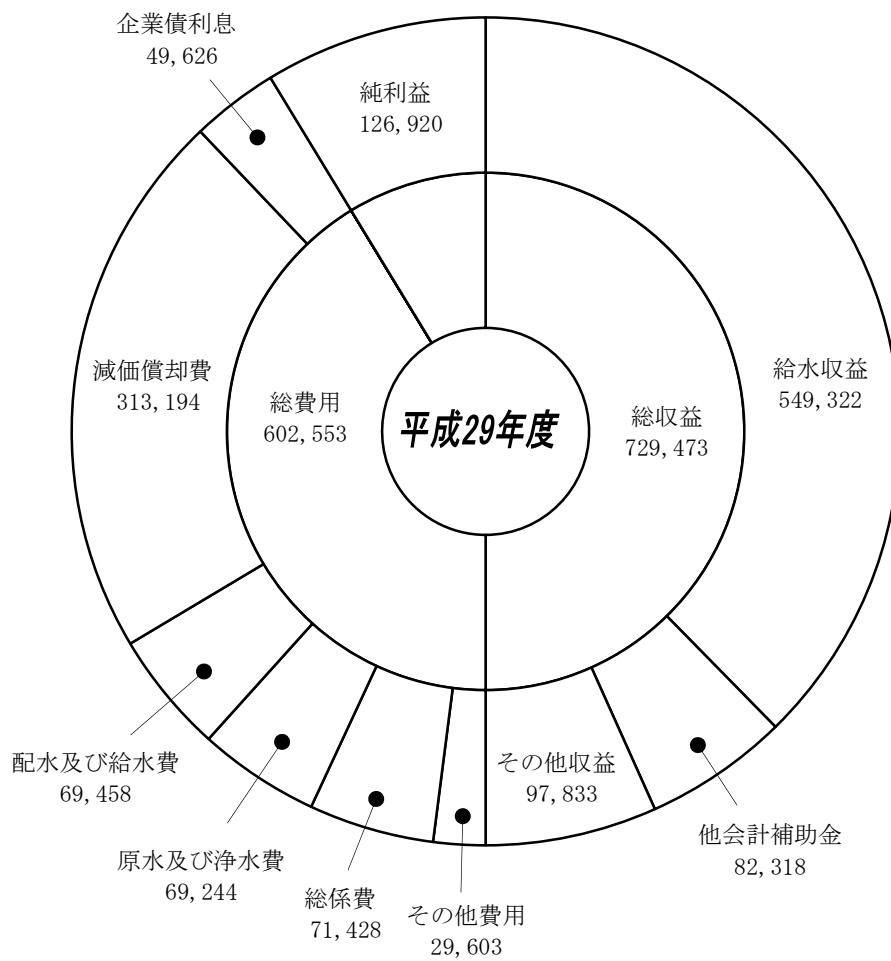 企業債利息
49,626
純利益
126,920
減価償却費
313,194
総費用
602,553
平成29年度
総収益
729,473
給水収益
549,322
配水及び給水費
69,458
原水及び浄水費
69,244
総係費
71,428
その他費用
29,603
その他収益
97,833
他会計補助金
82,318